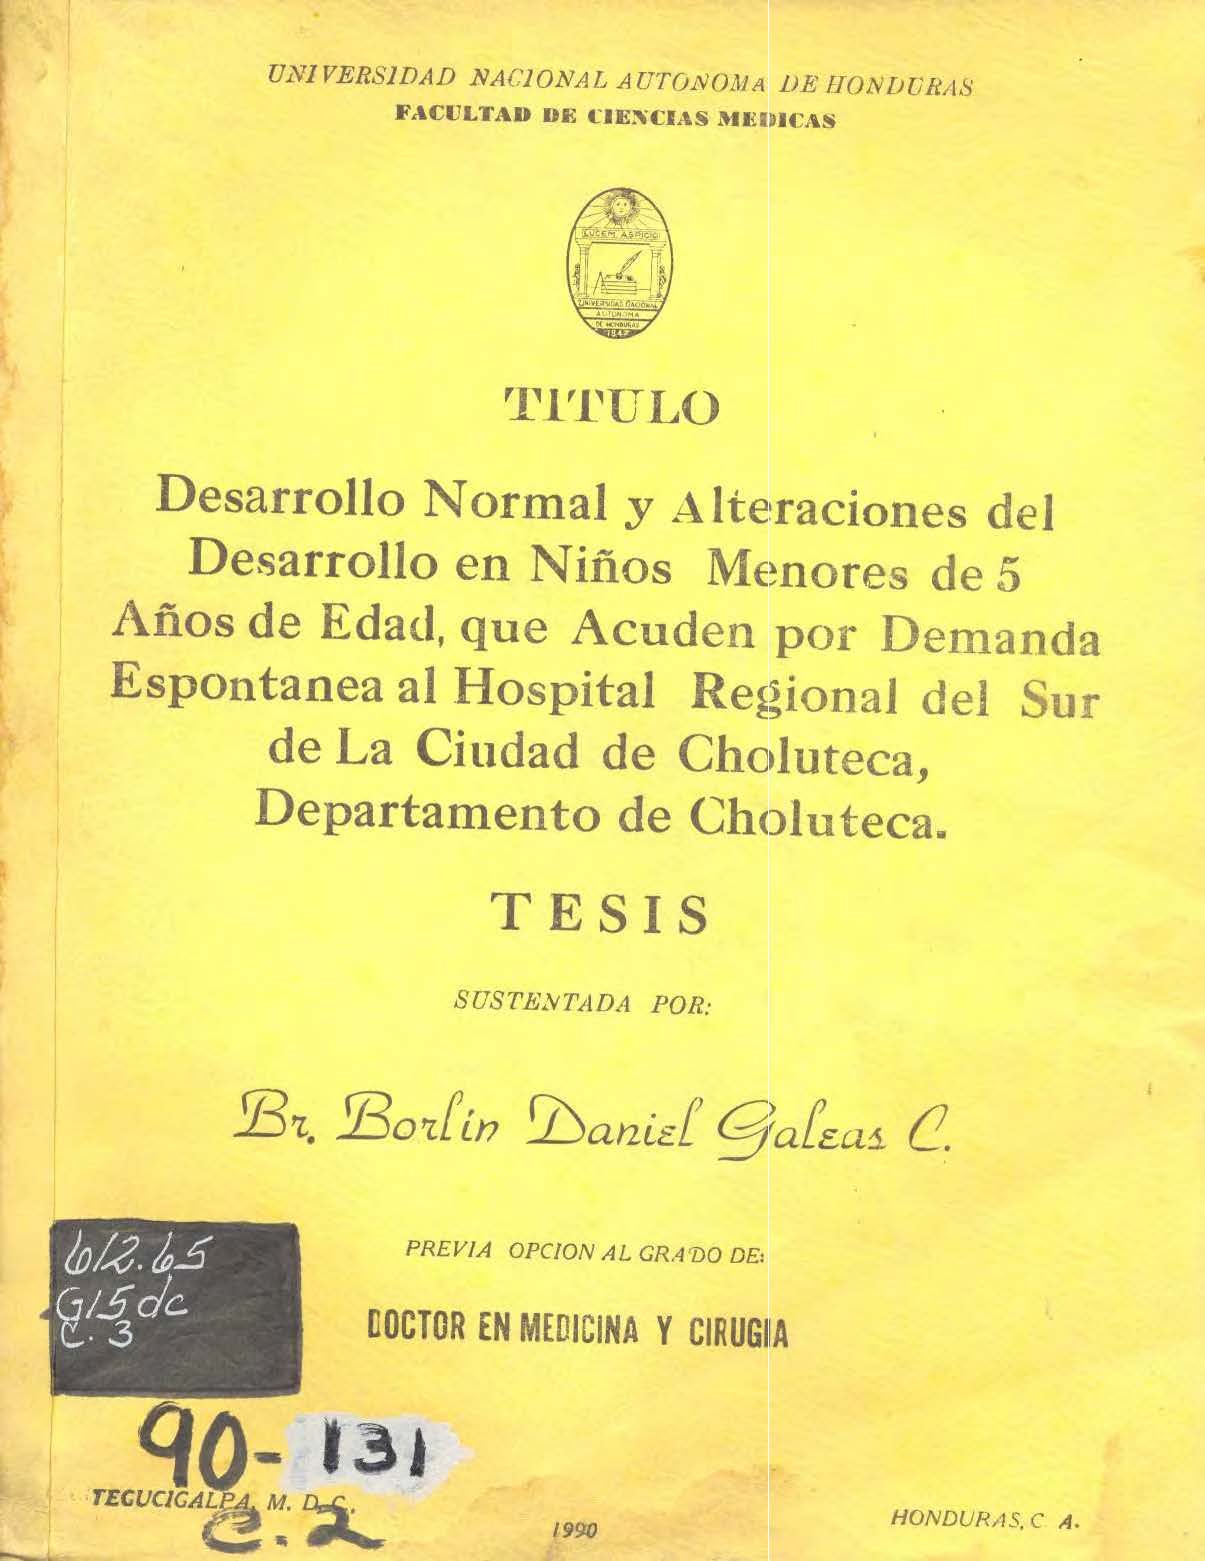 UNIVERSIDAD NACIONAL AUTONOMA DE HONDURAS
FACULTAD DE CIENCIAS MEDICAS
LUCEM ASPICIO
UNIVERSIDAD NACIONAL
AUTONOMA
DE HONDURAS
1847
TITULO
Desarrollo Normal y Alteraciones del
Desarrollo en Niños Menores de 5
Años de Edad, que Acuden por Demanda
Espontanea al Hospital Regional del Sur
de La Ciudad de Choluteca,
Departamento de Choluteca.
TESIS
SUSTENTADA POR:
Br. Borlin Daniel Galeas C.
PREVIA OPCION AL GRADO DE:
DOCTOR EN MEDICINA Y CIRUGIA
612.65
G15dc
C. 3
90-131
TEGUCIGALPA, M. D. C.
C.2
1990
HONDURAS, C A.